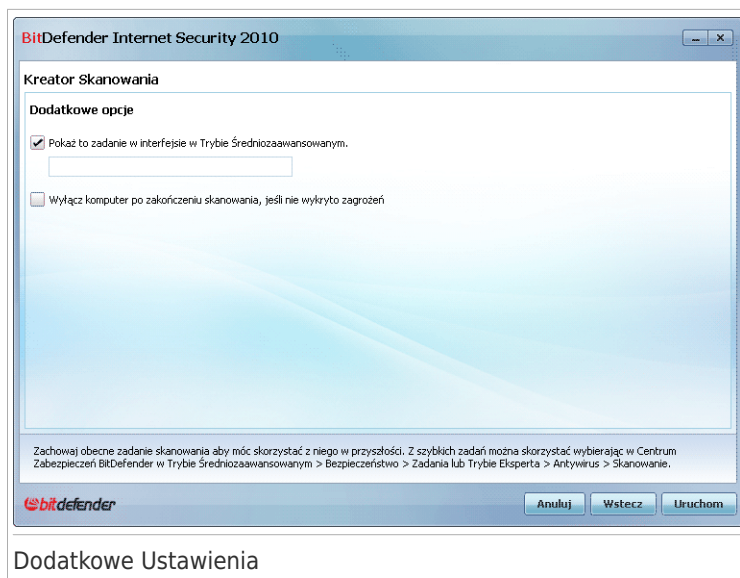 BitDefender Internet Security 2010
Kreator Skanowania
Dodatkowe opcje
Pokaż to zadanie w interfejsie w Trybie Średniozaawansowanym.
Wyłącz komputer po zakończeniu skanowania, jeśli nie wykryto zagrożeń
Zachowaj obecne zadanie skanowania aby móc skorzystać z niego w przyszłości. Z szybkich zadań można skorzystać wybierając w Centrum
Zabezpieczeń BitDefender w Trybie Średniozaawansowanym > Bezpieczeństwo > Zadania lub Trybie Eksperta > Antywirus > Skanowanie.
bitdefender
Anuluj Wstecz Uruchom
Dodatkowe Ustawienia